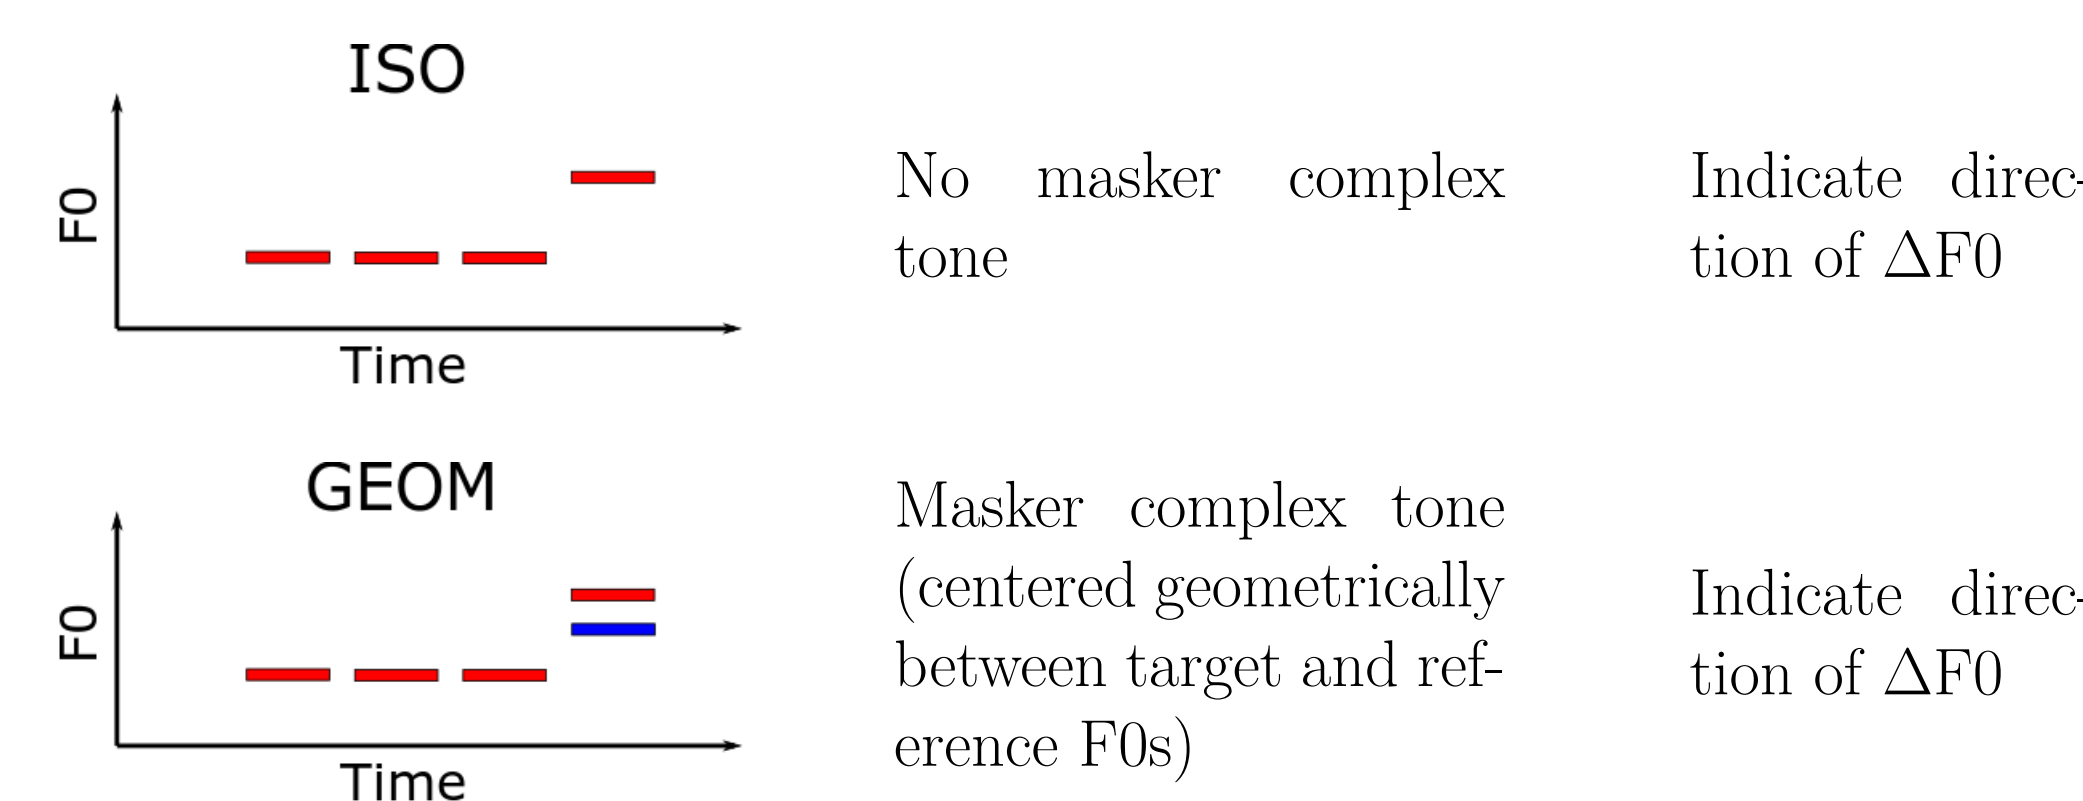 ISO
F0
Time
No masker complex
tone
Indicate direc-
tion of ΔF0
GEOM
F0
Time
Masker complex tone
(centered geometrically
between target and ref-
erence F0s)
Indicate direc-
tion of ΔF0